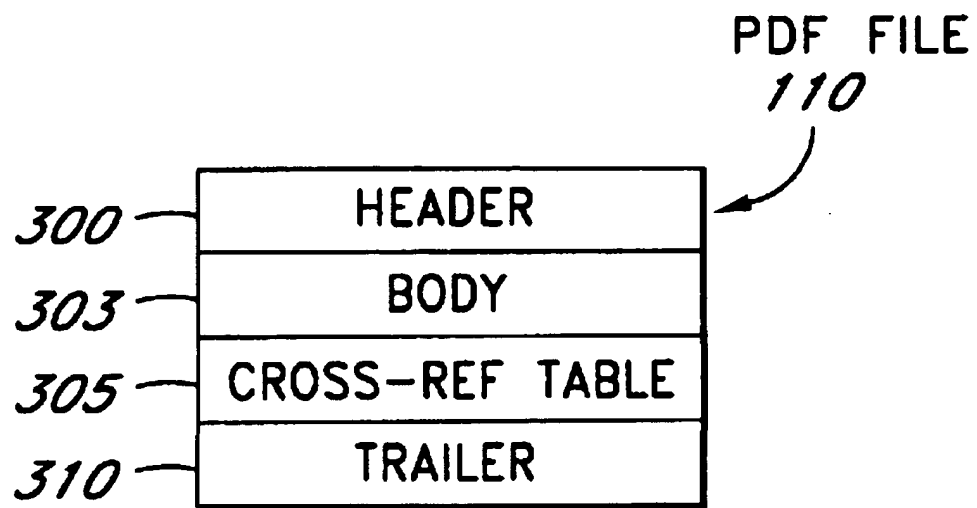 PDF FILE
110
300 HEADER
303 BODY
305 CROSS-REF TABLE
310 TRAILER